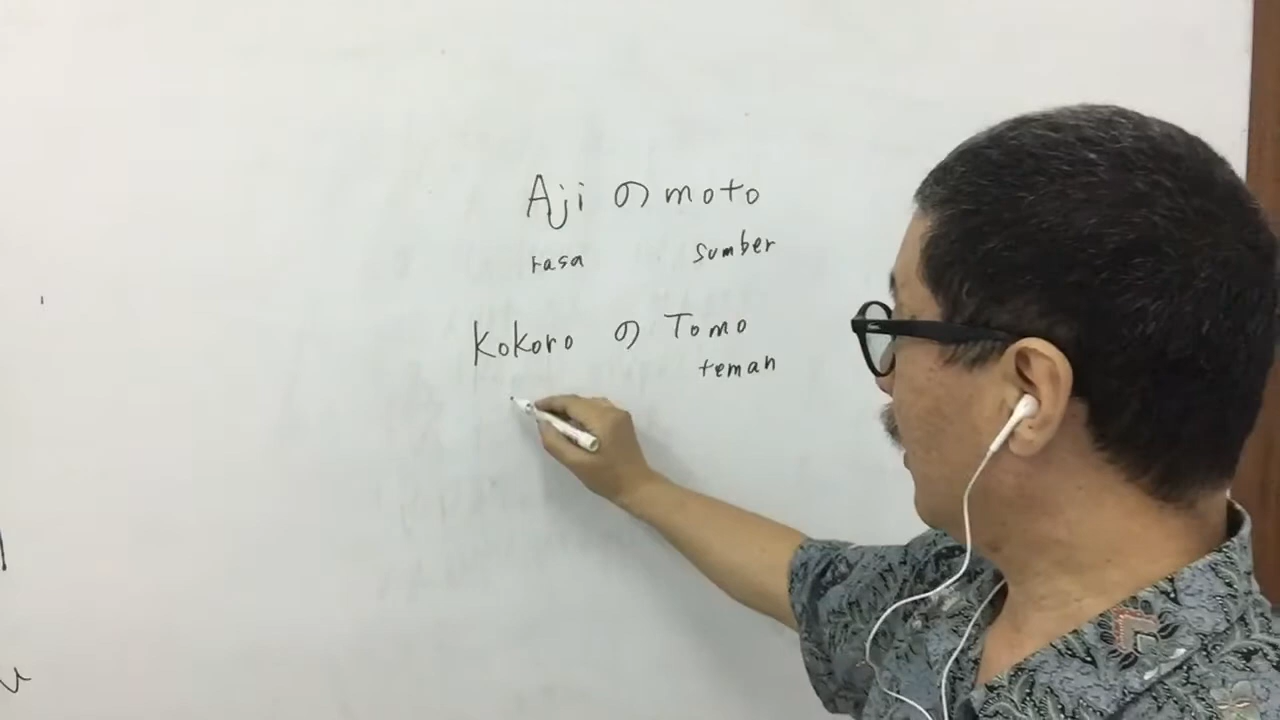 Aji の moto
rasa sumber
Kokoro の Tomo
teman